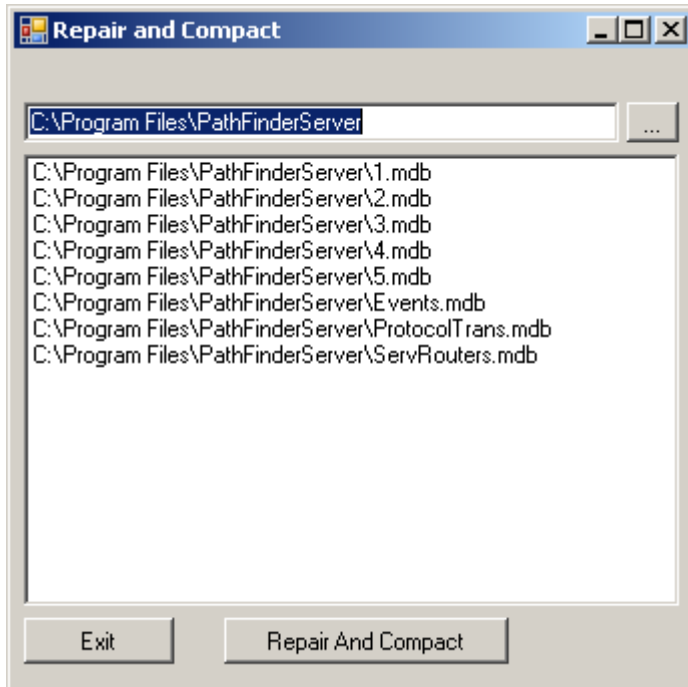 Repair and Compact
C:\Program Files\PathFinderServer
...
C:\Program Files\PathFinderServer\1.mdb
C:\Program Files\PathFinderServer\2.mdb
C:\Program Files\PathFinderServer\3.mdb
C:\Program Files\PathFinderServer\4.mdb
C:\Program Files\PathFinderServer\5.mdb
C:\Program Files\PathFinderServer\Events.mdb
C:\Program Files\PathFinderServer\ProtocolTrans.mdb
C:\Program Files\PathFinderServer\ServRouters.mdb
Exit
Repair And Compact